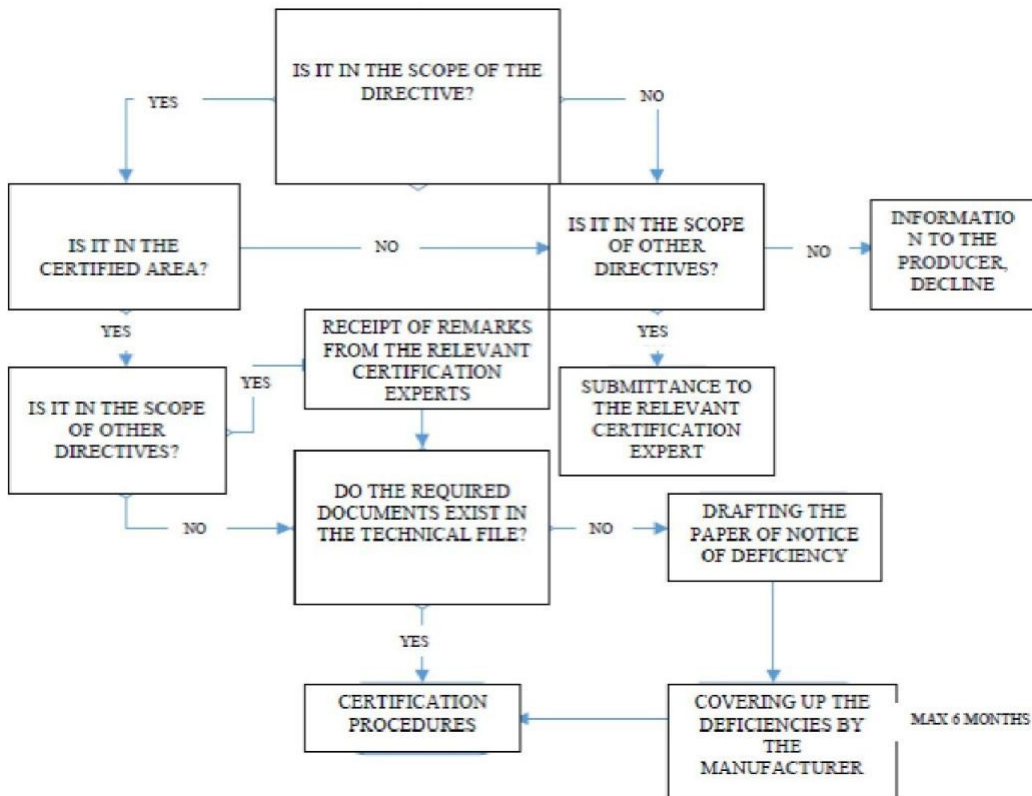 IS IT IN THE SCOPE OF THE
DIRECTIVE?
YES
NO
IS IT IN THE
CERTIFIED AREA?
NO
IS IT IN THE SCOPE
OF OTHER
DIRECTIVES?
NO
INFORMATIO
N TO THE
PRODUCER,
DECLINE
YES
RECEIPT OF REMARKS
FROM THE RELEVANT
CERTIFICATION
EXPERTS
YES
IS IT IN THE SCOPE
OF OTHER
DIRECTIVES?
YES
SUBMITTANCE TO
THE RELEVANT
CERTIFICATION
EXPERT
NO
DO THE REQUIRED
DOCUMENTS EXIST IN
THE TECHNICAL FILE?
NO
DRAFTING THE
PAPER OF NOTICE
OF DEFICIENCY
YES
CERTIFICATION
PROCEDURES
COVERING UP THE
DEFICIENCIES BY
THE
MANUFACTURER
MAX 6 MONTHS